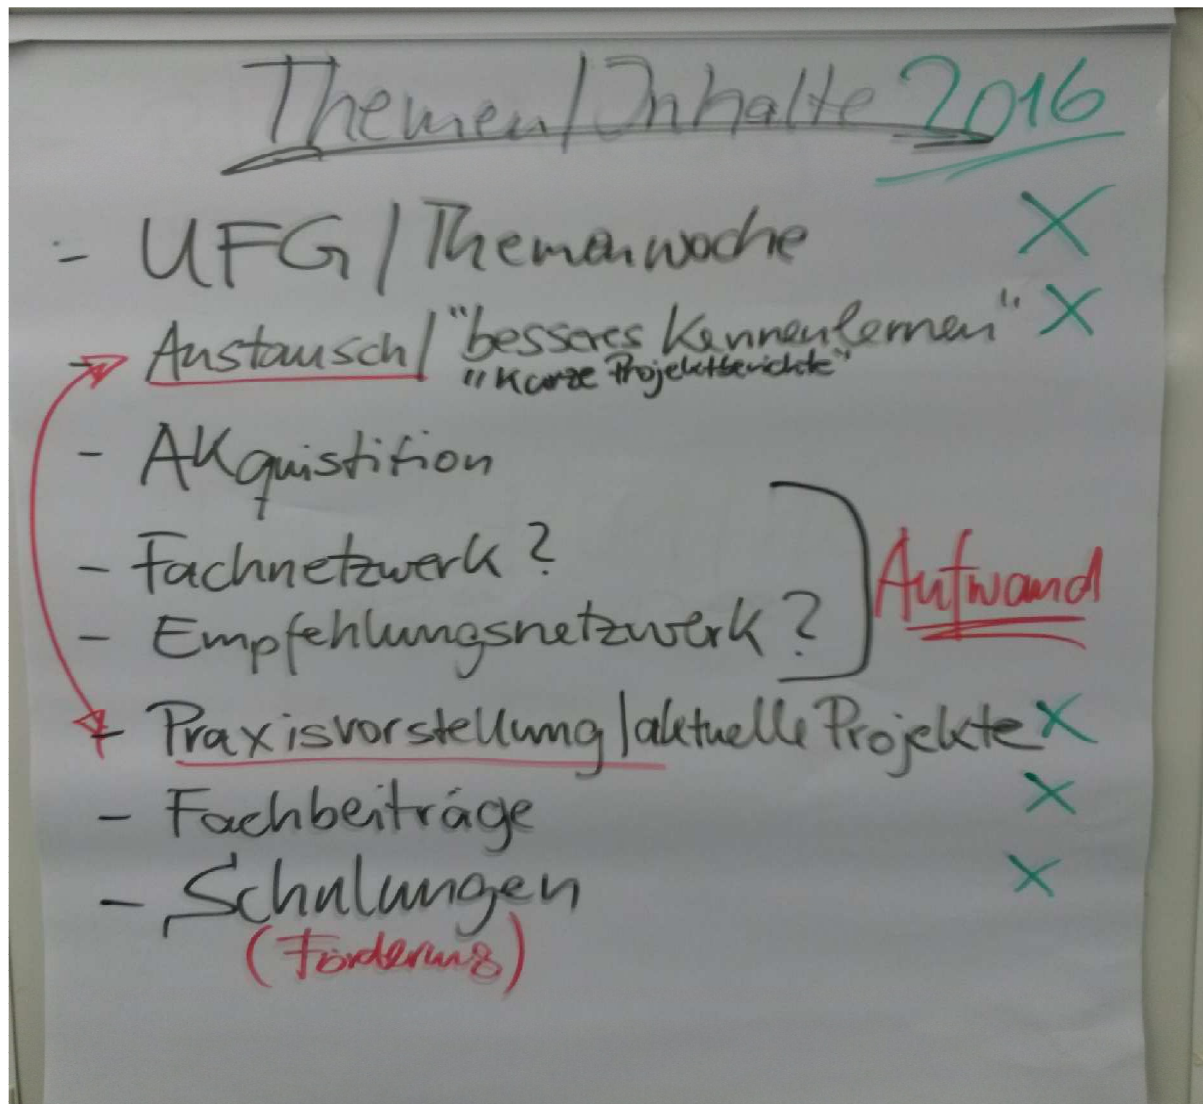 Themen/Inhalte 2016
- UFG / Themenwoche X
- Austausch / "besseres Kennenlernen" X
"Kurze Projektberichte"
- AKquistition
- Fachnetzwerk?
- Empfehlungsnetzwerk?
Aufwand
- Praxisvorstellung / aktuelle Projekte X
- Fachbeiträge X
- Schulungen X
(Förderung)